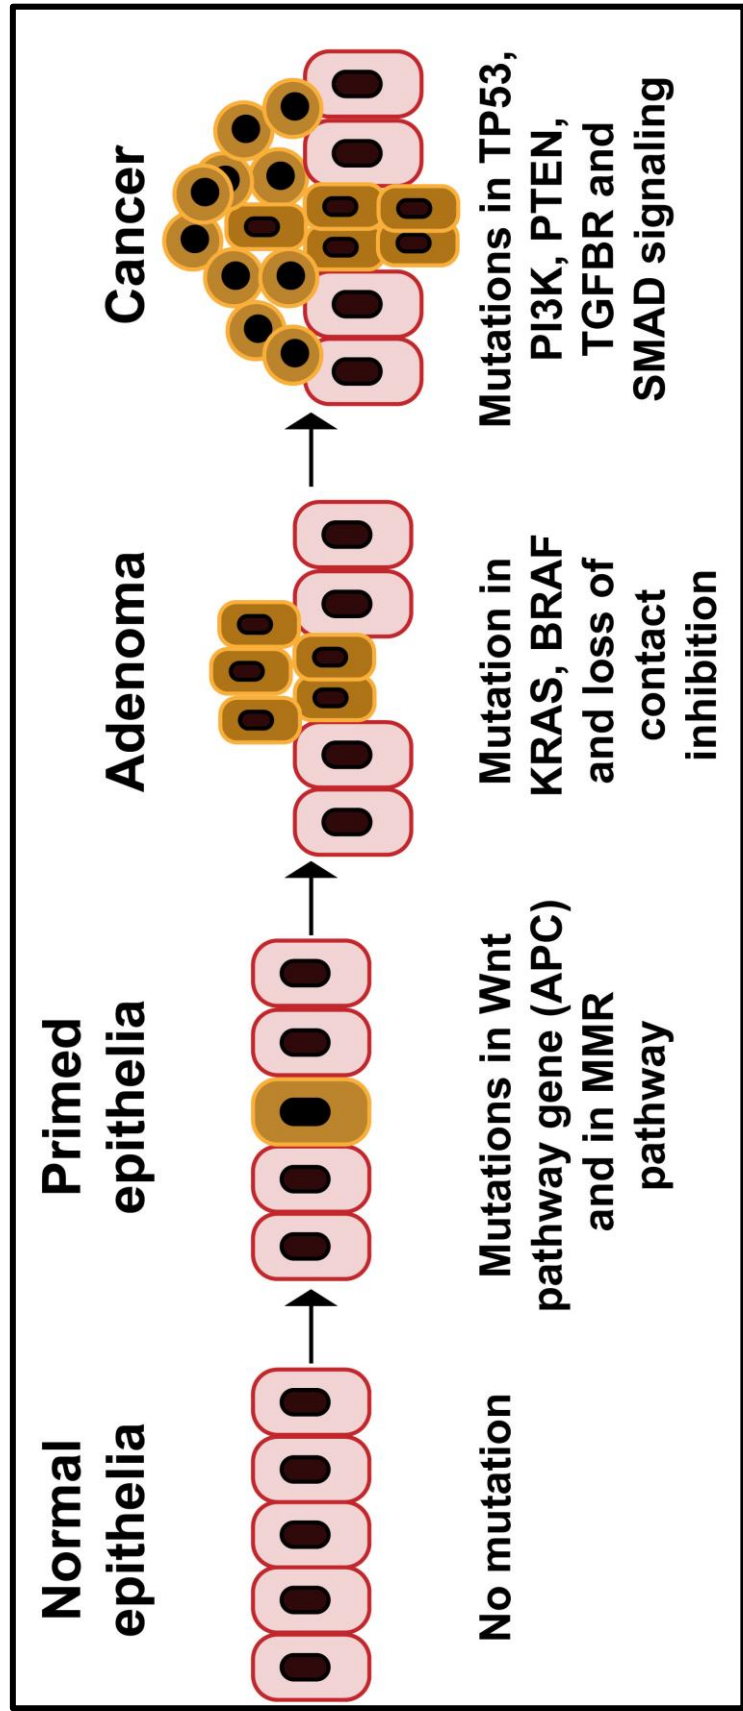 Normal
epithelia
Primed
epithelia
Adenoma
Cancer
No mutation
Mutations in Wnt
pathway gene (APC)
and in MMR
pathway
Mutation in
KRAS, BRAF
and loss of
contact
inhibition
Mutations in TP53,
PI3K, PTEN,
TGFBR and
SMAD signaling